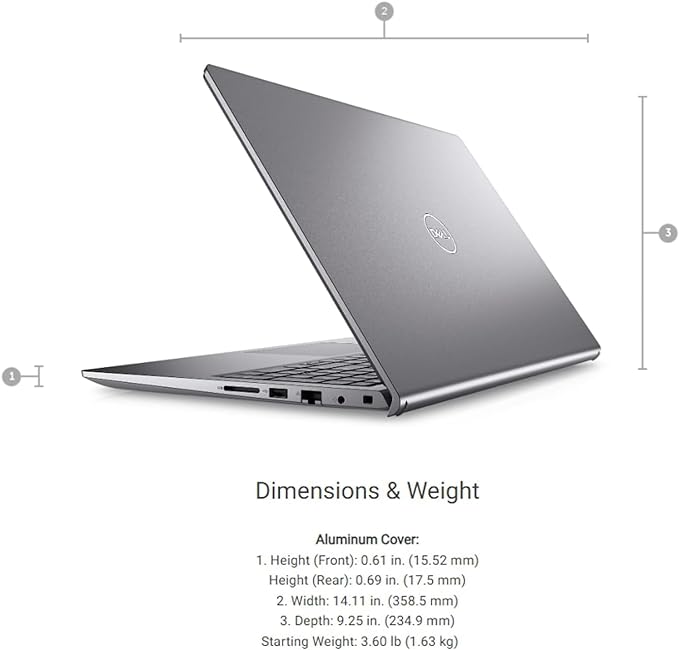 2
DELL
3
1
Dimensions & Weight
Aluminum Cover:
1. Height (Front): 0.61 in. (15.52 mm)
Height (Rear): 0.69 in. (17.5 mm)
2. Width: 14.11 in. (358.5 mm)
3. Depth: 9.25 in. (234.9 mm)
Starting Weight: 3.60 lb (1.63 kg)